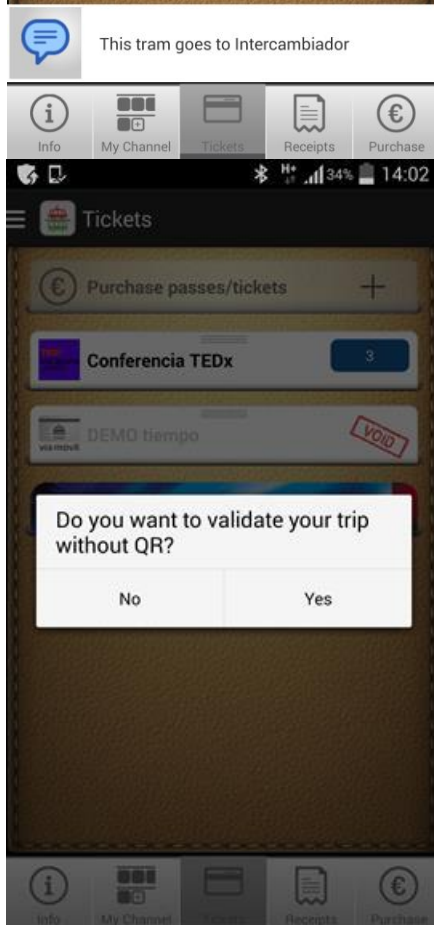 This tram goes to Intercambiador
Info
My Channel
Tickets
Receipts
Purchase
H+
34%
14:02
Tickets
Purchase passes/tickets
Conferencia TEDx
3
DEMO tiempo
VOID
Do you want to validate your trip
without QR?
No
Yes
Info
My Channel
Tickets
Receipts
Purchase